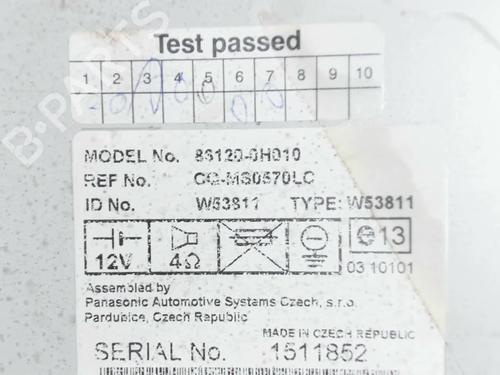 Test passed
1 2 3 4 5 6 7 8 9 10
MODEL No. 86120-0H010
REF No. CQ-MS0570LC
ID No. W53811 TYPE: W53811
12V 4Ω e13
03 10101
Assembled by
Panasonic Automotive Systems Czech, s.r.o.
Pardubice, Czech Republic
MADE IN CZECH REPUBLIC
SERIAL No. 1511852
B-PARTS